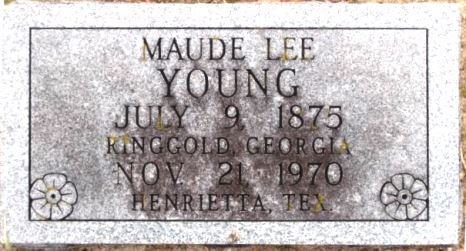 MAUDE LEE
YOUNG
JULY 9, 1875
RINGGOLD, GEORGIA
NOV. 21, 1970
HENRIETTA, TEX.